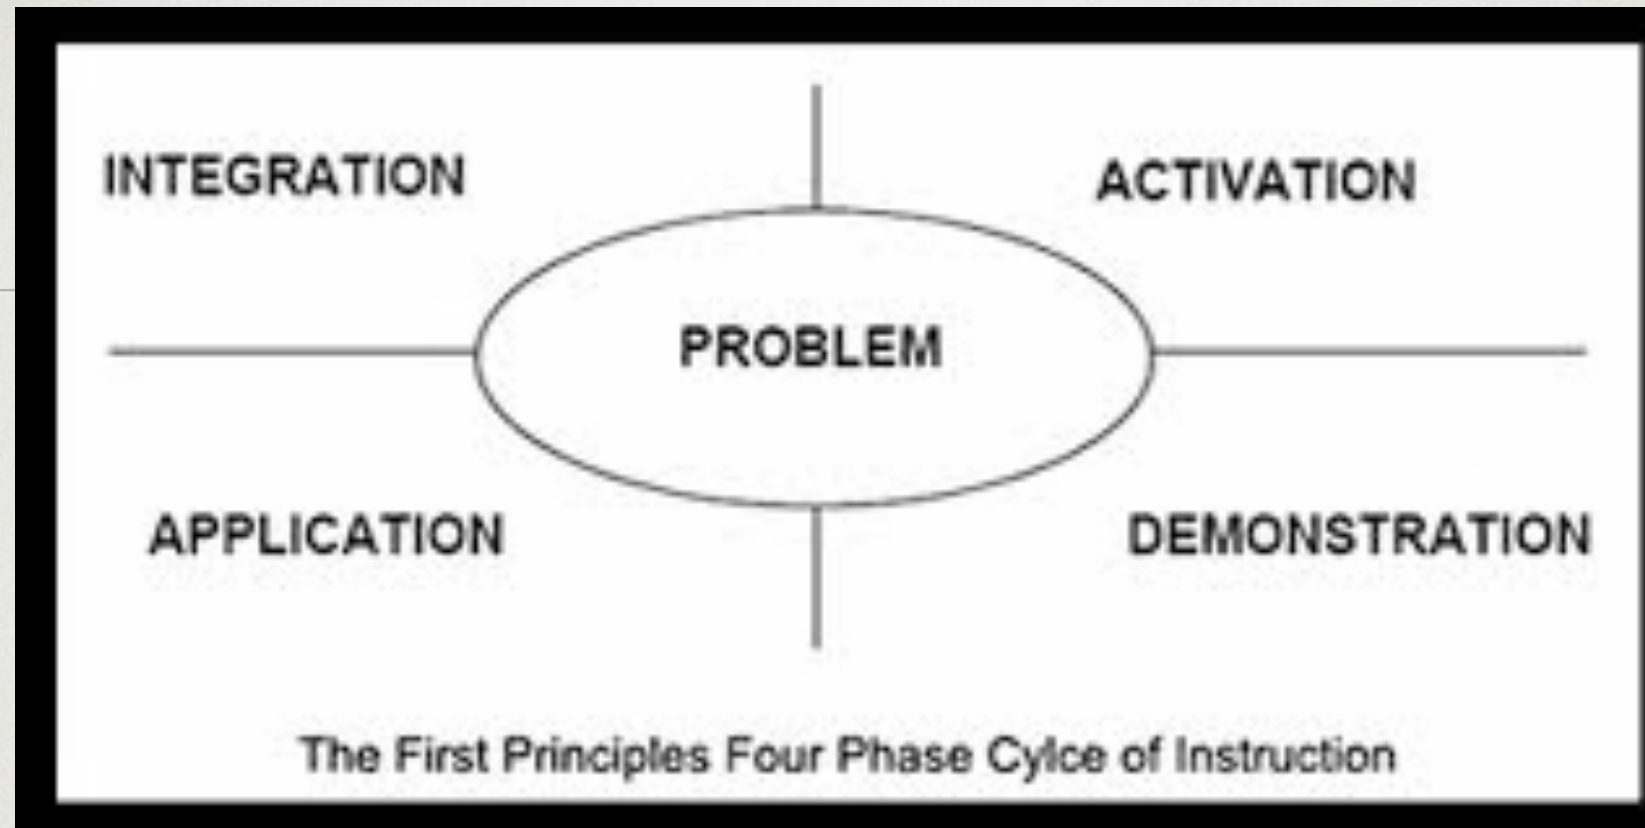 INTEGRATION
ACTIVATION
PROBLEM
APPLICATION
DEMONSTRATION
The First Principles Four Phase Cylce of Instruction